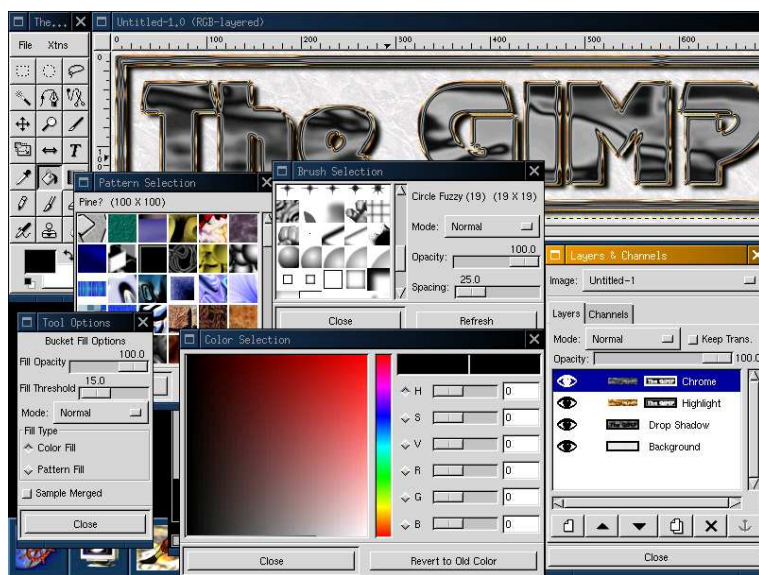 The...
Untitled-1.0 (RGB-layered)
File Xtns
0 100 200 300 400 500 600
The GIMP
Pattern Selection
Pine? (100 X 100)
Brush Selection
Circle Fuzzy (19) (19 X 19)
Mode: Normal
Opacity: 100.0
Spacing: 25.0
Close Refresh
Layers & Channels
Image: Untitled-1
Layers Channels
Mode: Normal Keep Trans.
Opacity: 100.0
The GIMP Chrome
The GIMP Highlight
Drop Shadow
Background
Close
Tool Options
Bucket Fill Options
Fill Opacity 100.0
Fill Threshold 15.0
Mode: Normal
Fill Type
Color Fill
Pattern Fill
Sample Merged
Close
Color Selection
H 0
S 0
V 0
R 0
G 0
B 0
Close Revert to Old Color